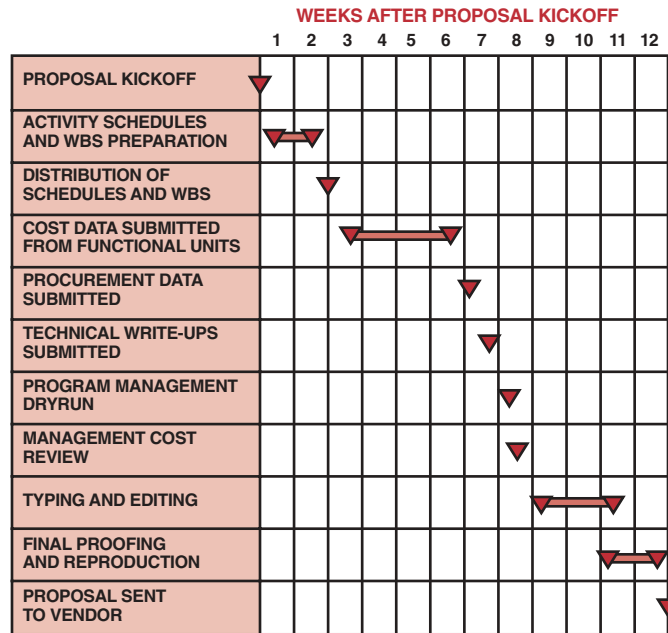 WEEKS AFTER PROPOSAL KICKOFF
1 2 3 4 5 6 7 8 9 10 11 12
PROPOSAL KICKOFF
ACTIVITY SCHEDULES
AND WBS PREPARATION
DISTRIBUTION OF
SCHEDULES AND WBS
COST DATA SUBMITTED
FROM FUNCTIONAL UNITS
PROCUREMENT DATA
SUBMITTED
TECHNICAL WRITE-UPS
SUBMITTED
PROGRAM MANAGEMENT
DRYRUN
MANAGEMENT COST
REVIEW
TYPING AND EDITING
FINAL PROOFING
AND REPRODUCTION
PROPOSAL SENT
TO VENDOR